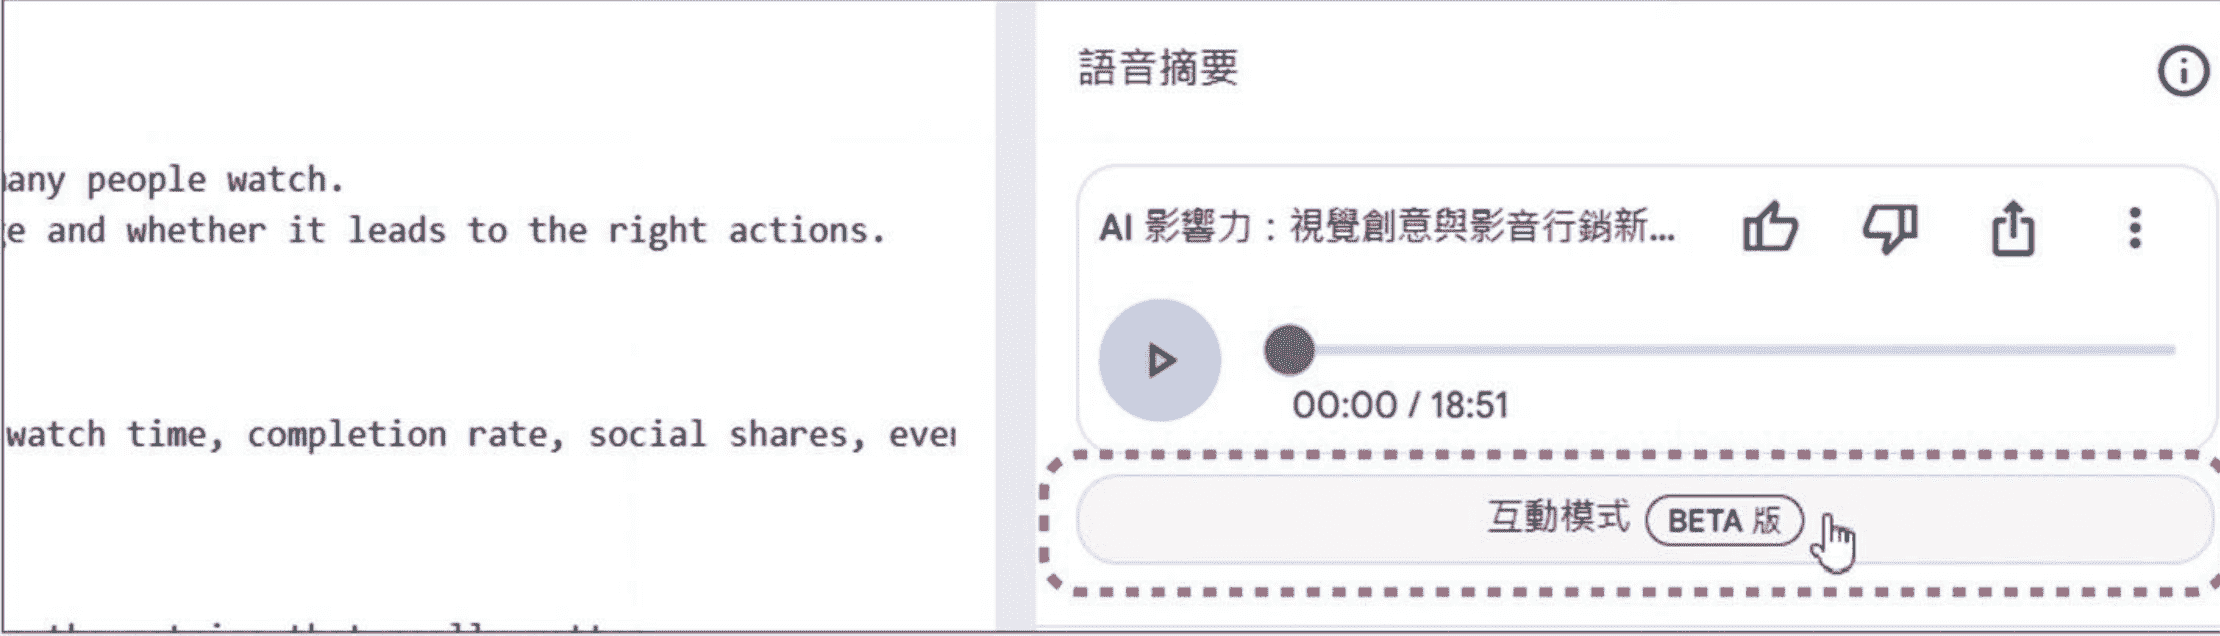 any people watch.
e and whether it leads to the right actions.
watch time, completion rate, social shares,
語音摘要
AI 影響力：視覺創意與影音行銷新...
00:00 / 18:51
互動模式 BETA 版